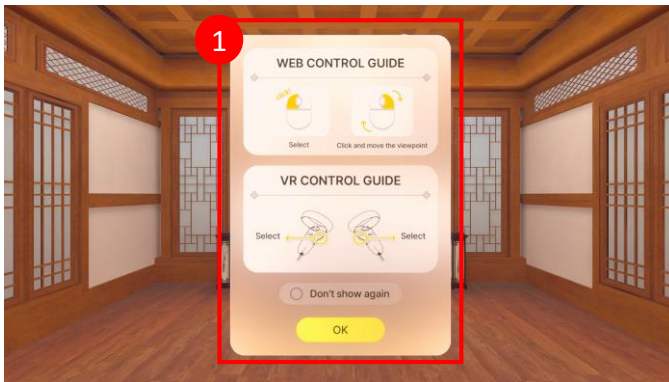 1
WEB CONTROL GUIDE
click!
Select
Click and move the viewpoint
VR CONTROL GUIDE
Select
Select
Don't show again
OK